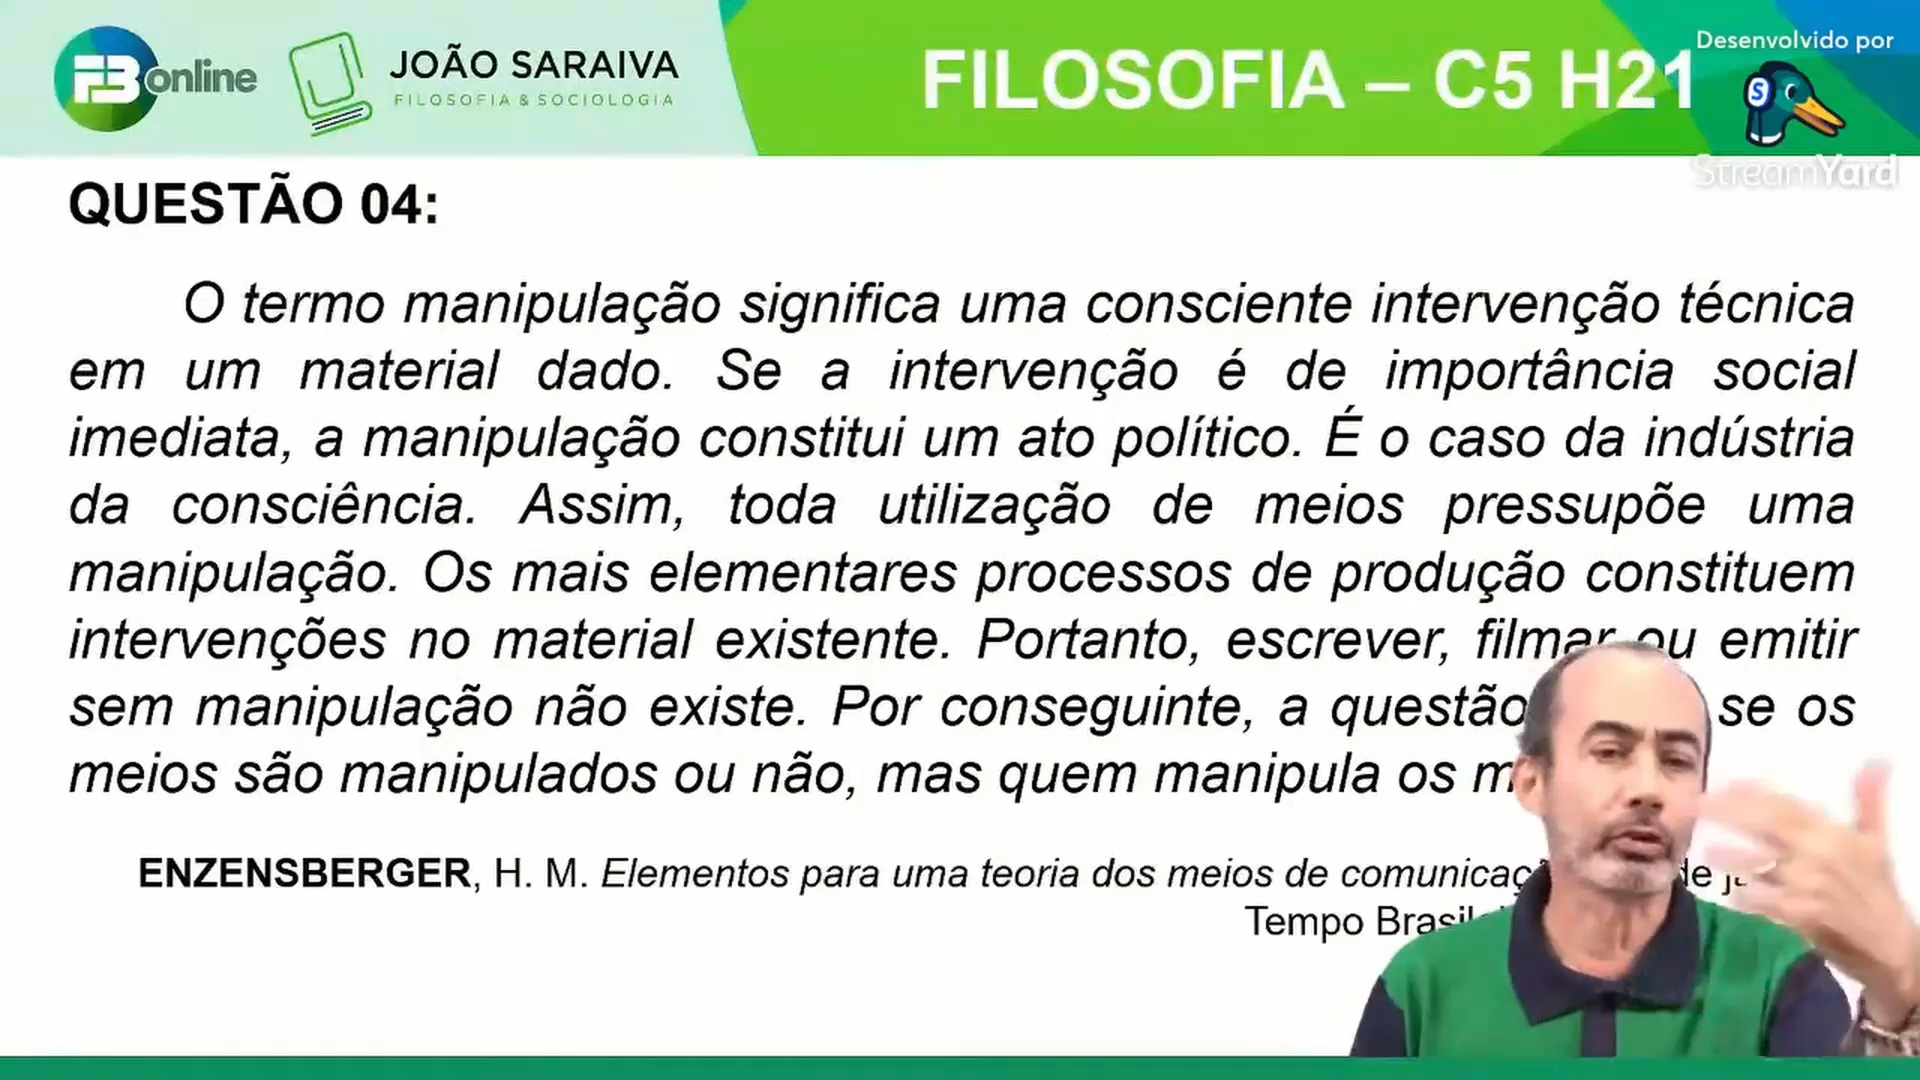 FB online
JOÃO SARAIVA
FILOSOFIA & SOCIOLOGIA
FILOSOFIA – C5 H21
Desenvolvido por
S
StreamYard
QUESTÃO 04:
O termo manipulação significa uma consciente intervenção técnica
em um material dado. Se a intervenção é de importância social
imediata, a manipulação constitui um ato político. É o caso da indústria
da consciência. Assim, toda utilização de meios pressupõe uma
manipulação. Os mais elementares processos de produção constituem
intervenções no material existente. Portanto, escrever, filmar ou emitir
sem manipulação não existe. Por conseguinte, a questão se os
meios são manipulados ou não, mas quem manipula os
ENZENSBERGER, H. M. Elementos para uma teoria dos meios de de
Tempo